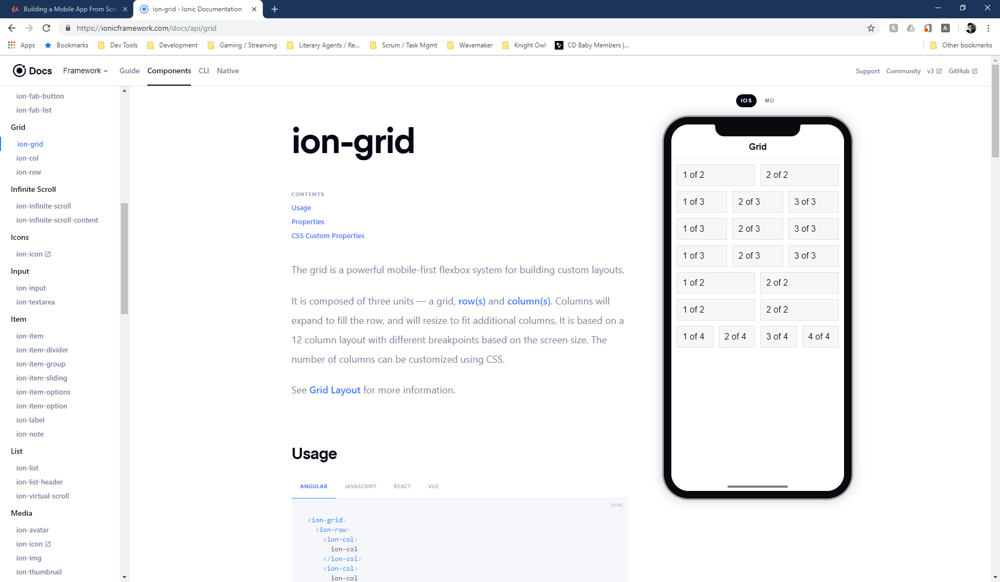 Building a Mobile App From Scra
ion-grid - Ionic Documentation
https://ionicframework.com/docs/api/grid
A
Apps
Bookmarks
Dev Tools
Development
Gaming / Streaming
Literary Agents / Re...
Scrum / Task Mgmt
Wavemaker
Knight Owl
CD Baby Members |...
Other bookmarks
Docs
Framework
Guide
Components
CLI
Native
Support
Community
v3
GitHub
ion-fab-button
ion-fab-list
Grid
ion-grid
ion-col
ion-row
Infinite Scroll
ion-infinite-scroll
ion-infinite-scroll-content
Icons
ion-icon
Input
ion-input
ion-textarea
Item
ion-item
ion-item-divider
ion-item-group
ion-item-sliding
ion-item-options
ion-item-option
ion-label
ion-note
List
ion-list
ion-list-header
ion-virtual-scroll
Media
ion-avatar
ion-icon
ion-img
ion-thumbnail
ion-grid
CONTENTS
Usage
Properties
CSS Custom Properties
The grid is a powerful mobile-first flexbox system for building custom layouts.
It is composed of three units — a grid, row(s) and column(s). Columns will
expand to fill the row, and will resize to fit additional columns. It is based on a
12 column layout with different breakpoints based on the screen size. The
number of columns can be customized using CSS.
See Grid Layout for more information.
Usage
ANGULAR
JAVASCRIPT
REACT
VUE
HTML
<ion-grid>
<ion-row>
<ion-col>
ion-col
</ion-col>
<ion-col>
ion-col
IOS
MD
Grid
1 of 2 2 of 2
1 of 3 2 of 3 3 of 3
1 of 3 2 of 3 3 of 3
1 of 3 2 of 3 3 of 3
1 of 2 2 of 2
1 of 2 2 of 2
1 of 4 2 of 4 3 of 4 4 of 4